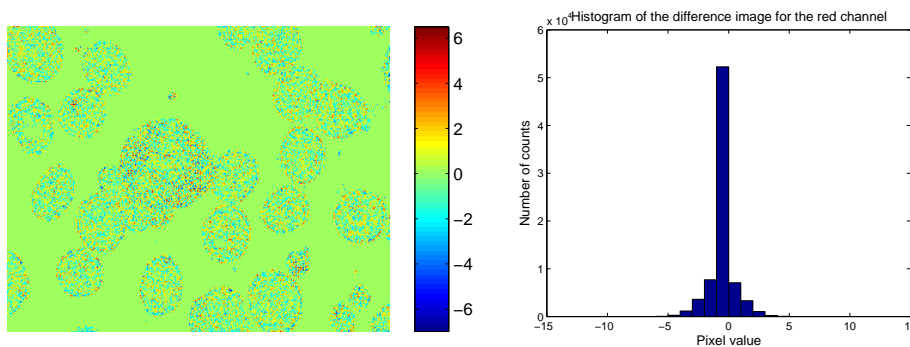 6
4
2
0
−2
−4
−6
x 10⁴
Histogram of the difference image for the red channel
6
5
4
3
2
1
0
Number of counts
−15 −10 −5 0 5 10 15
Pixel value